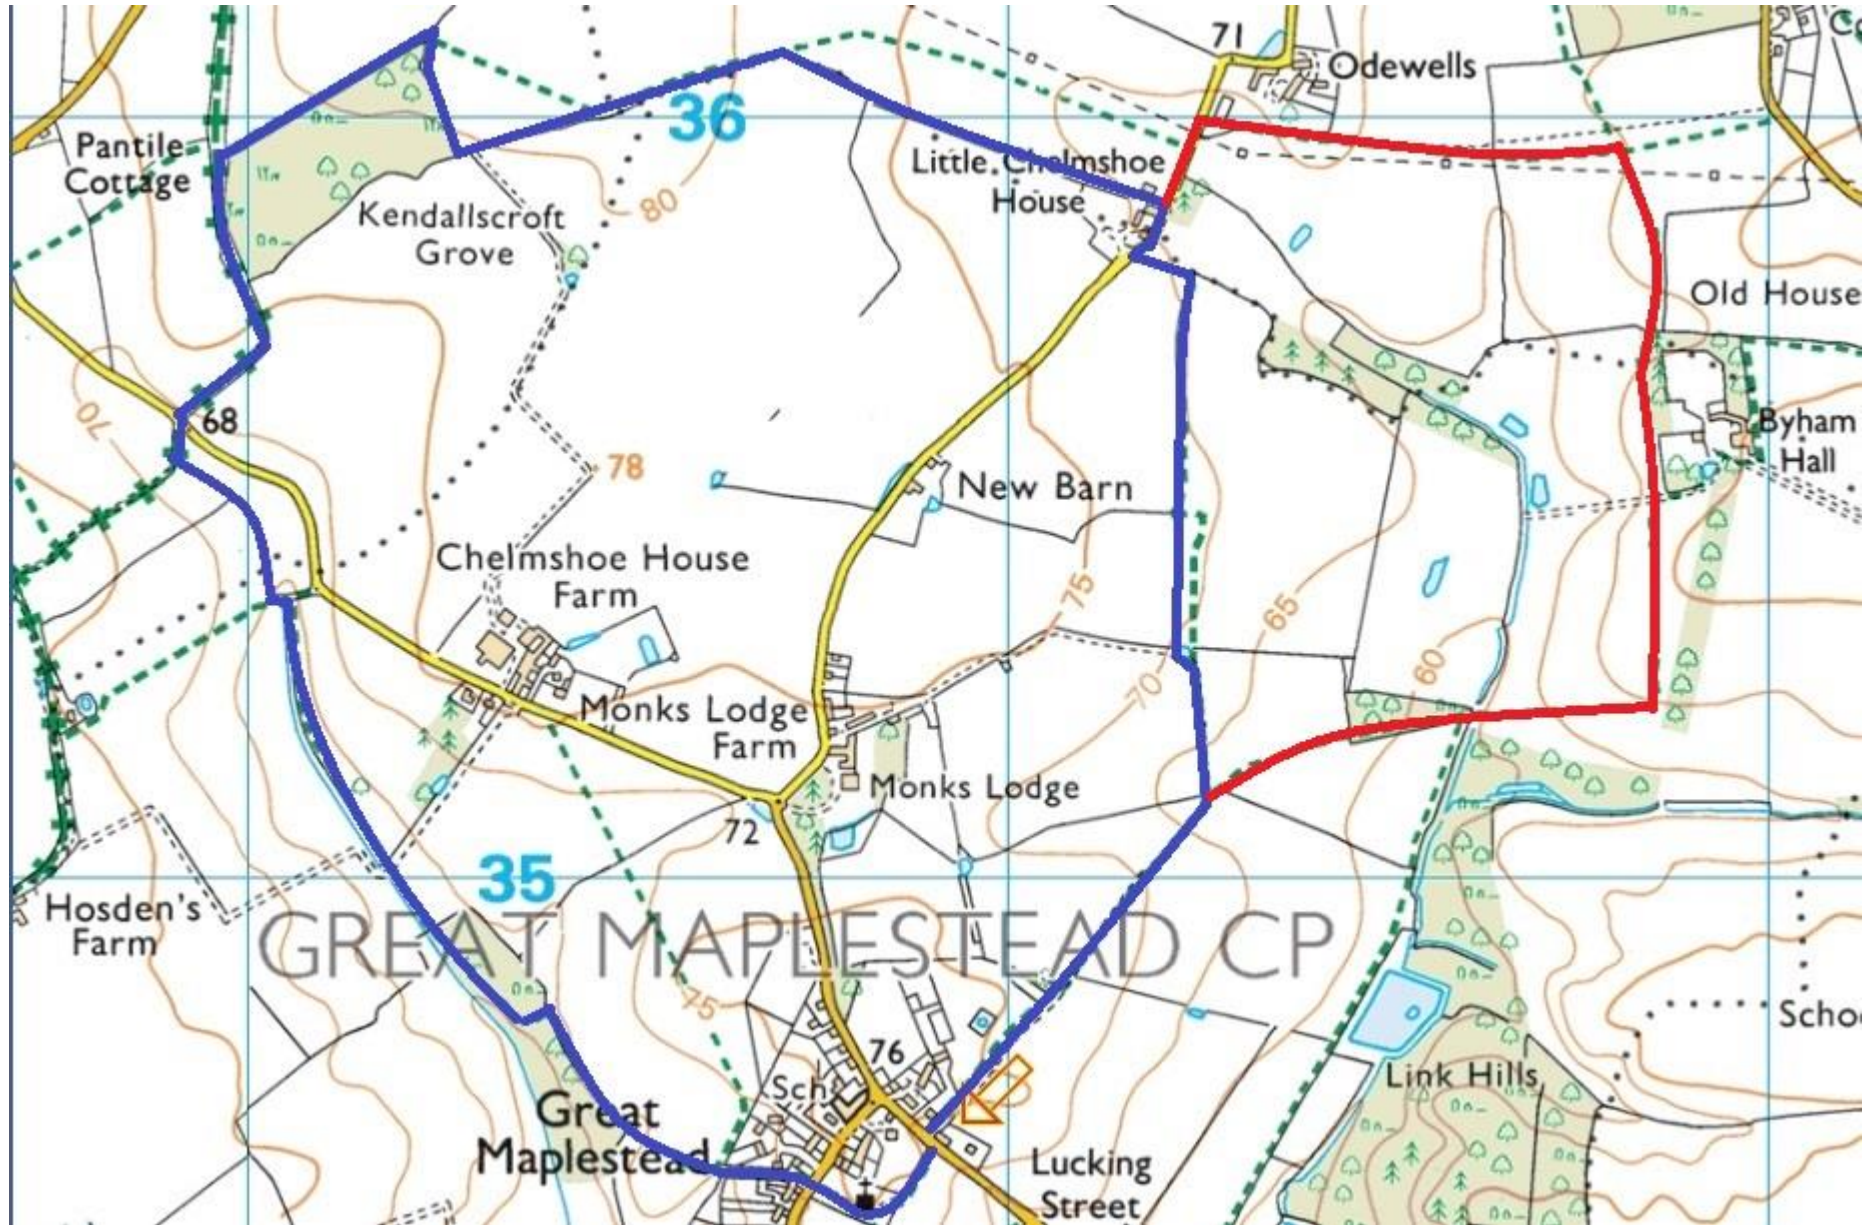 71
Odewells
36
Pantile
Cottage
Little Chelmshoe
House
Kendallscroft
Grove
80
Old House
68
70
Byham
Hall
78
New Barn
Chelmshoe House
Farm
75
65
60
70
Monks Lodge
Farm
Monks Lodge
72
35
Hosden's
Farm
GREAT MAPLESTEAD CP
75
Scho
76
Sch
Link Hills
Great
Maplestead
Lucking
Street